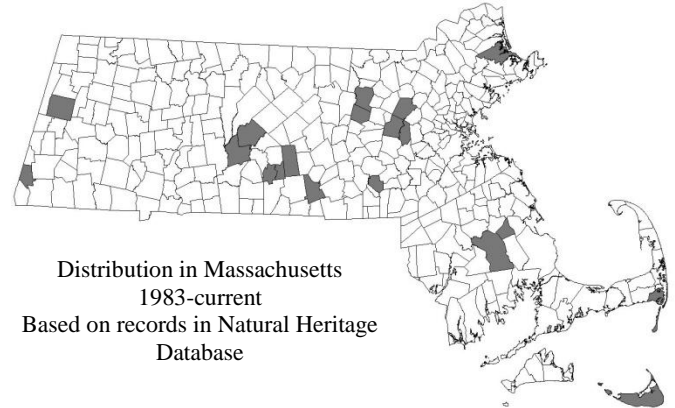 Distribution in Massachusetts
1983-current
Based on records in Natural Heritage
Database